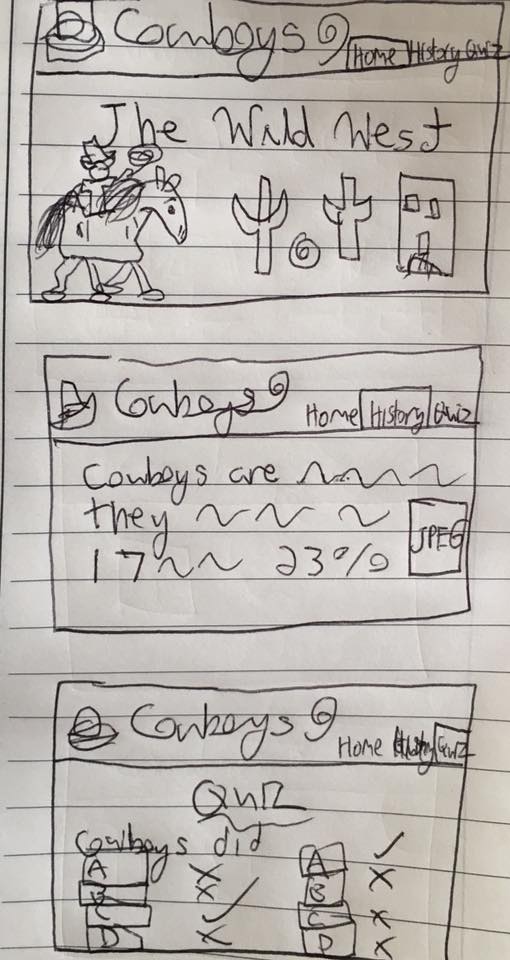 Cowboys
Home History Quiz
The Wild West
Cowboys
Home History Quiz
Cowboys are
they
17 23%
JPEG
Cowboys
Home History Quiz
Quiz
Cowboys did
A A
B B
C C
D D